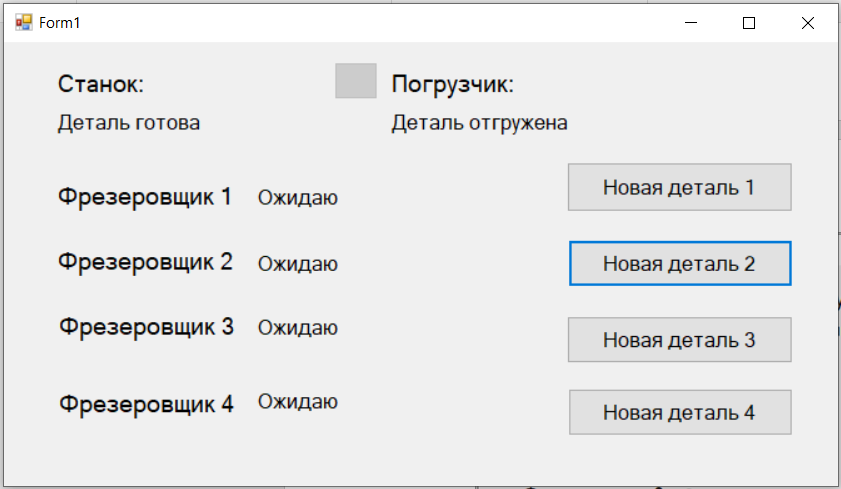 Form1
Станок:
Погрузчик:
Деталь готова
Деталь отгружена
Фрезеровщик 1 Ожидаю
Новая деталь 1
Фрезеровщик 2 Ожидаю
Новая деталь 2
Фрезеровщик 3 Ожидаю
Новая деталь 3
Фрезеровщик 4 Ожидаю
Новая деталь 4